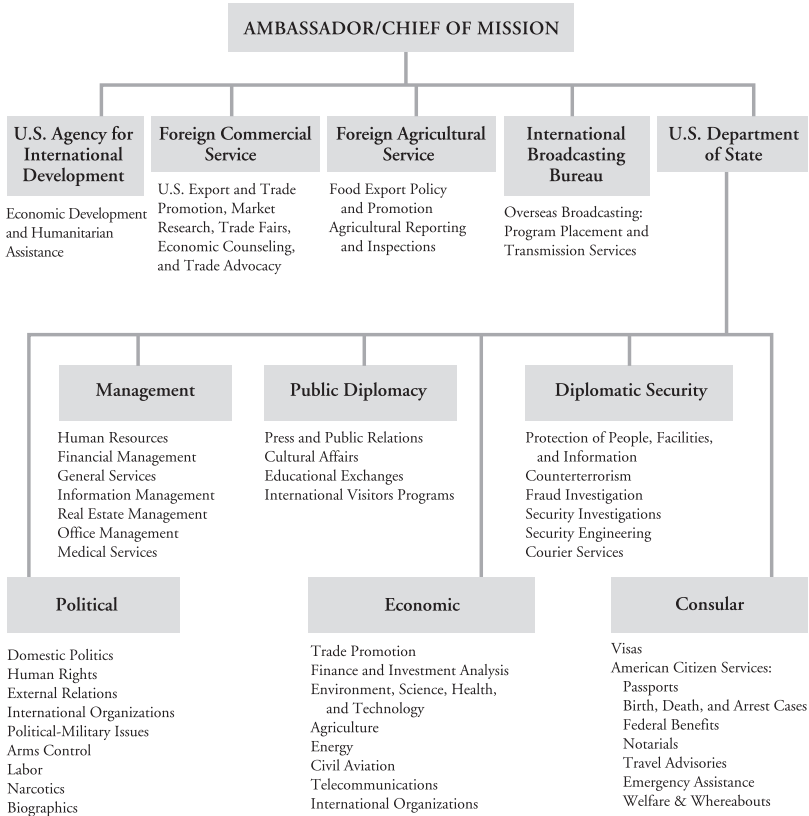 AMBASSADOR/CHIEF OF MISSION
U.S. Agency for
International
Development
Economic Development
and Humanitarian
Assistance
Foreign Commercial
Service
U.S. Export and Trade
Promotion, Market
Research, Trade Fairs,
Economic Counseling,
and Trade Advocacy
Foreign Agricultural
Service
Food Export Policy
and Promotion
Agricultural Reporting
and Inspections
International
Broadcasting
Bureau
Overseas Broadcasting:
Program Placement and
Transmission Services
U.S. Department
of State
Management
Human Resources
Financial Management
General Services
Information Management
Real Estate Management
Office Management
Medical Services
Public Diplomacy
Press and Public Relations
Cultural Affairs
Educational Exchanges
International Visitors Programs
Diplomatic Security
Protection of People, Facilities,
and Information
Counterterrorism
Fraud Investigation
Security Investigations
Security Engineering
Courier Services
Political
Domestic Politics
Human Rights
External Relations
International Organizations
Political-Military Issues
Arms Control
Labor
Narcotics
Biographics
Economic
Trade Promotion
Finance and Investment Analysis
Environment, Science, Health,
and Technology
Agriculture
Energy
Civil Aviation
Telecommunications
International Organizations
Consular
Visas
American Citizen Services:
Passports
Birth, Death, and Arrest Cases
Federal Benefits
Notarials
Travel Advisories
Emergency Assistance
Welfare & Whereabouts